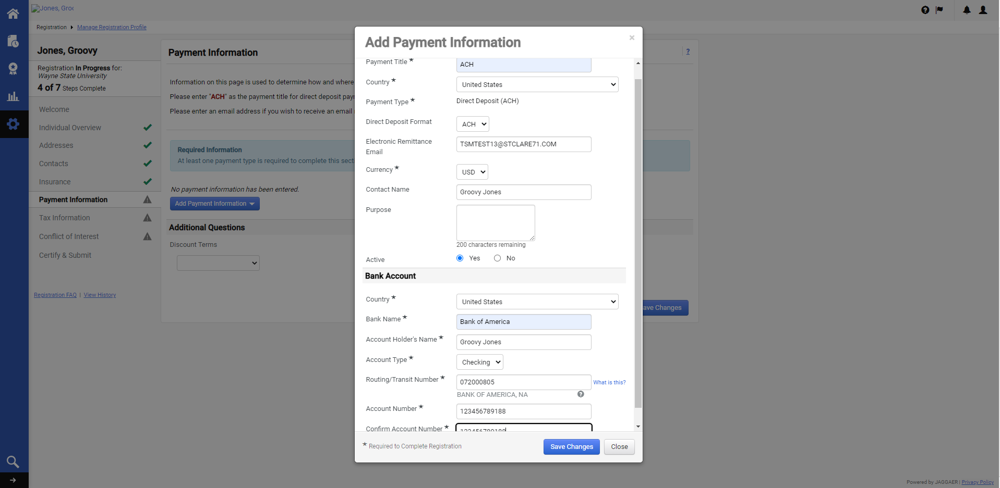 Jones, Groo
Registration Manage Registration Profile
Jones, Groovy
Registration In Progress for:
Wayne State University
4 of 7 Steps Complete
Welcome
Individual Overview
Addresses
Contacts
Insurance
Payment Information
Tax Information
Conflict of Interest
Certify & Submit
Registration FAQ | View History
Payment Information
?
Information on this page is used to determine how and where
Please enter "ACH" as the payment title for direct deposit pay
Please enter an email address if you wish to receive an email
Required Information
At least one payment type is required to complete this sect
No payment information has been entered.
Add Payment Information
Additional Questions
Discount Terms
ave Changes
Add Payment Information
×
Payment Title ★ ACH
Country ★ United States
Payment Type ★ Direct Deposit (ACH)
Direct Deposit Format ACH
Electronic Remittance
Email
TSMTEST13@STCLARE71.COM
Currency ★ USD
Contact Name Groovy Jones
Purpose
200 characters remaining
Active Yes No
Bank Account
Country ★ United States
Bank Name ★ Bank of America
Account Holder's Name ★ Groovy Jones
Account Type ★ Checking
Routing/Transit Number ★ 072000805 What is this?
BANK OF AMERICA, NA
Account Number ★ 123456789188
Confirm Account Number ★ 123456789188
★ Required to Complete Registration
Save Changes Close
Powered by JAGGAER | Privacy Policy